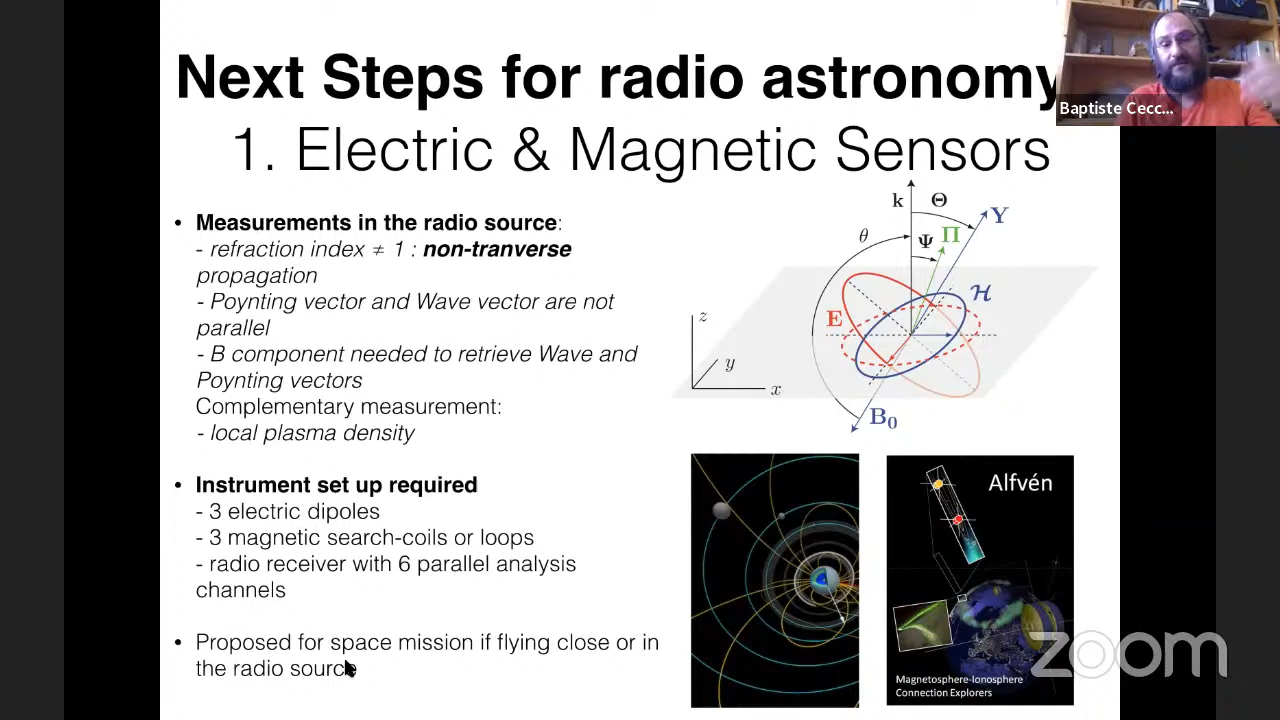 Next Steps for radio astronomy
1. Electric & Magnetic Sensors
Baptiste Cecc...
• Measurements in the radio source:
- refraction index ≠ 1 : non-tranverse
propagation
- Poynting vector and Wave vector are not
parallel
- B component needed to retrieve Wave and
Poynting vectors
Complementary measurement:
- local plasma density
• Instrument set up required
- 3 electric dipoles
- 3 magnetic search-coils or loops
- radio receiver with 6 parallel analysis
channels
• Proposed for space mission if flying close or in
the radio source
k
Θ
Y
θ
Ψ
Π
H
E
z
y
x
B0
Alfvén
Magnetosphere-Ionosphere
Connection Explorers
zoom